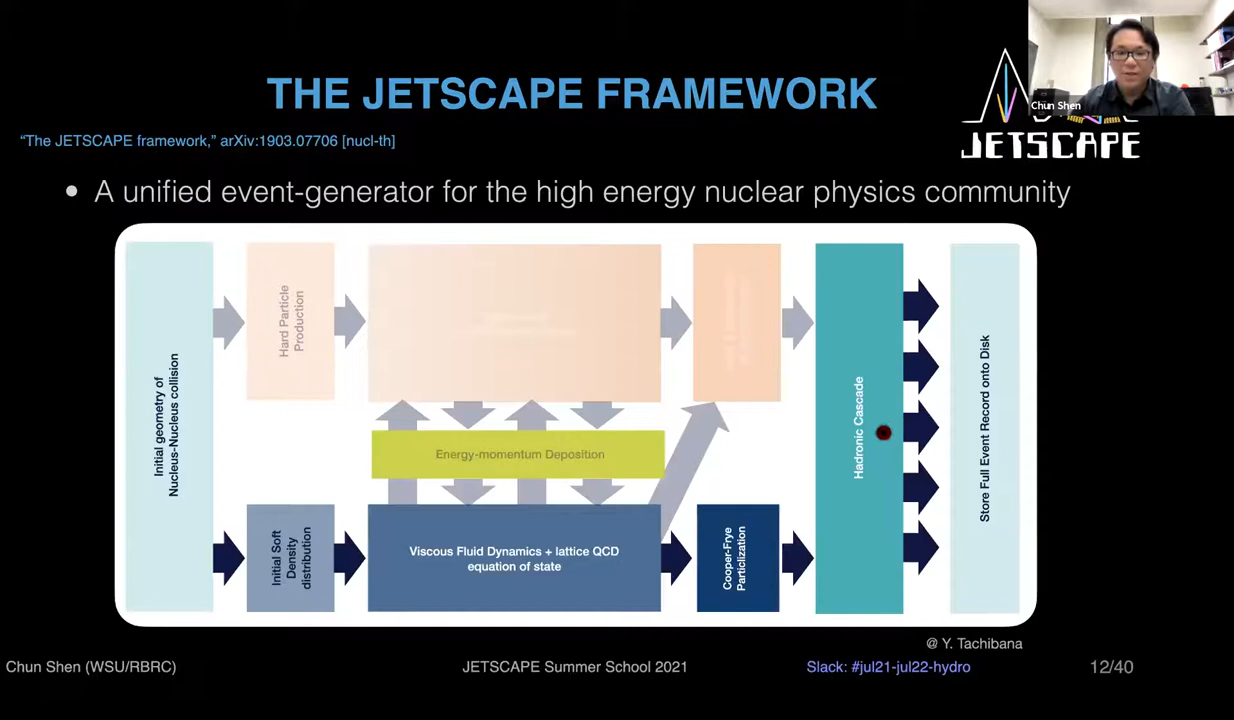 THE JETSCAPE FRAMEWORK
Chun Shen
JETSCAPE
“The JETSCAPE framework,” arXiv:1903.07706 [nucl-th]
• A unified event-generator for the high energy nuclear physics community
Initial geometry of
Nucleus-Nucleus collision
Hard Particle
Production
Energy-momentum Deposition
Initial Soft
Density
distribution
Viscous Fluid Dynamics + lattice QCD
equation of state
Cooper-Frye
Particlization
Hadronic Cascade
Store Full Event Record onto Disk
@ Y. Tachibana
Chun Shen (WSU/RBRC)
JETSCAPE Summer School 2021
Slack: #jul21-jul22-hydro
12/40